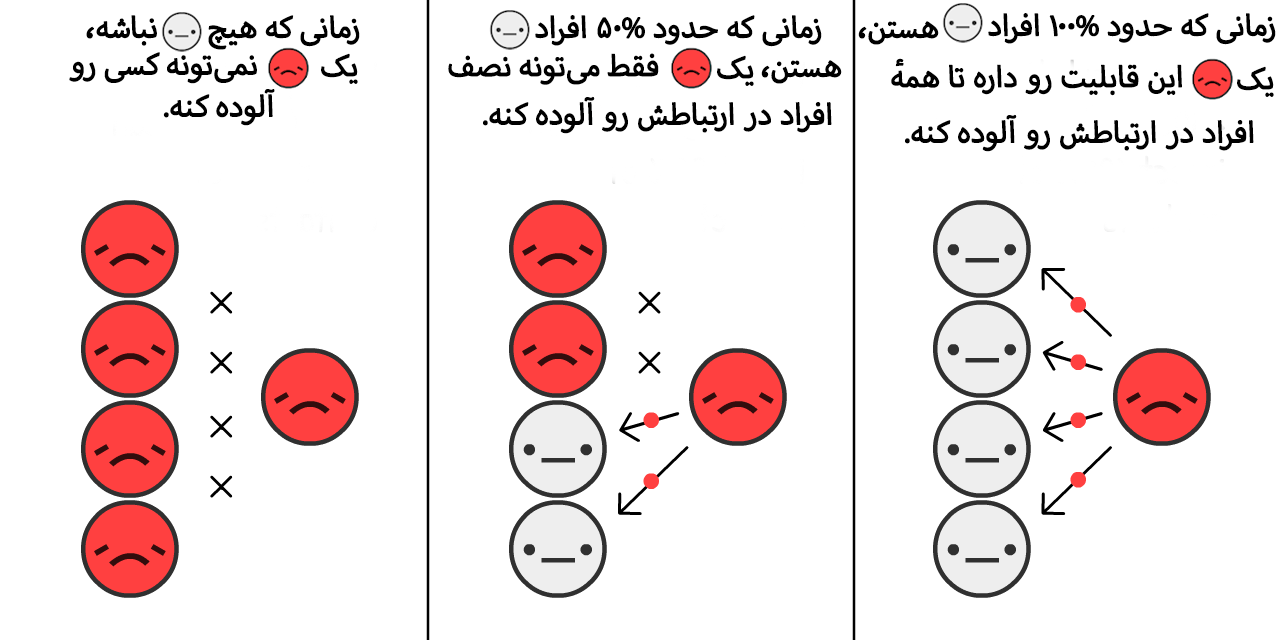 زمانی که حدود ۱۰۰% افراد هستن،
یک این قابلیت رو داره تا همهٔ
افراد در ارتباطش رو آلوده کنه.
زمانی که حدود ۵۰% افراد
هستن، یک فقط می‌تونه نصف
افراد در ارتباطش رو آلوده کنه.
زمانی که هیچ نباشه،
یک نمی‌تونه کسی رو
آلوده کنه.